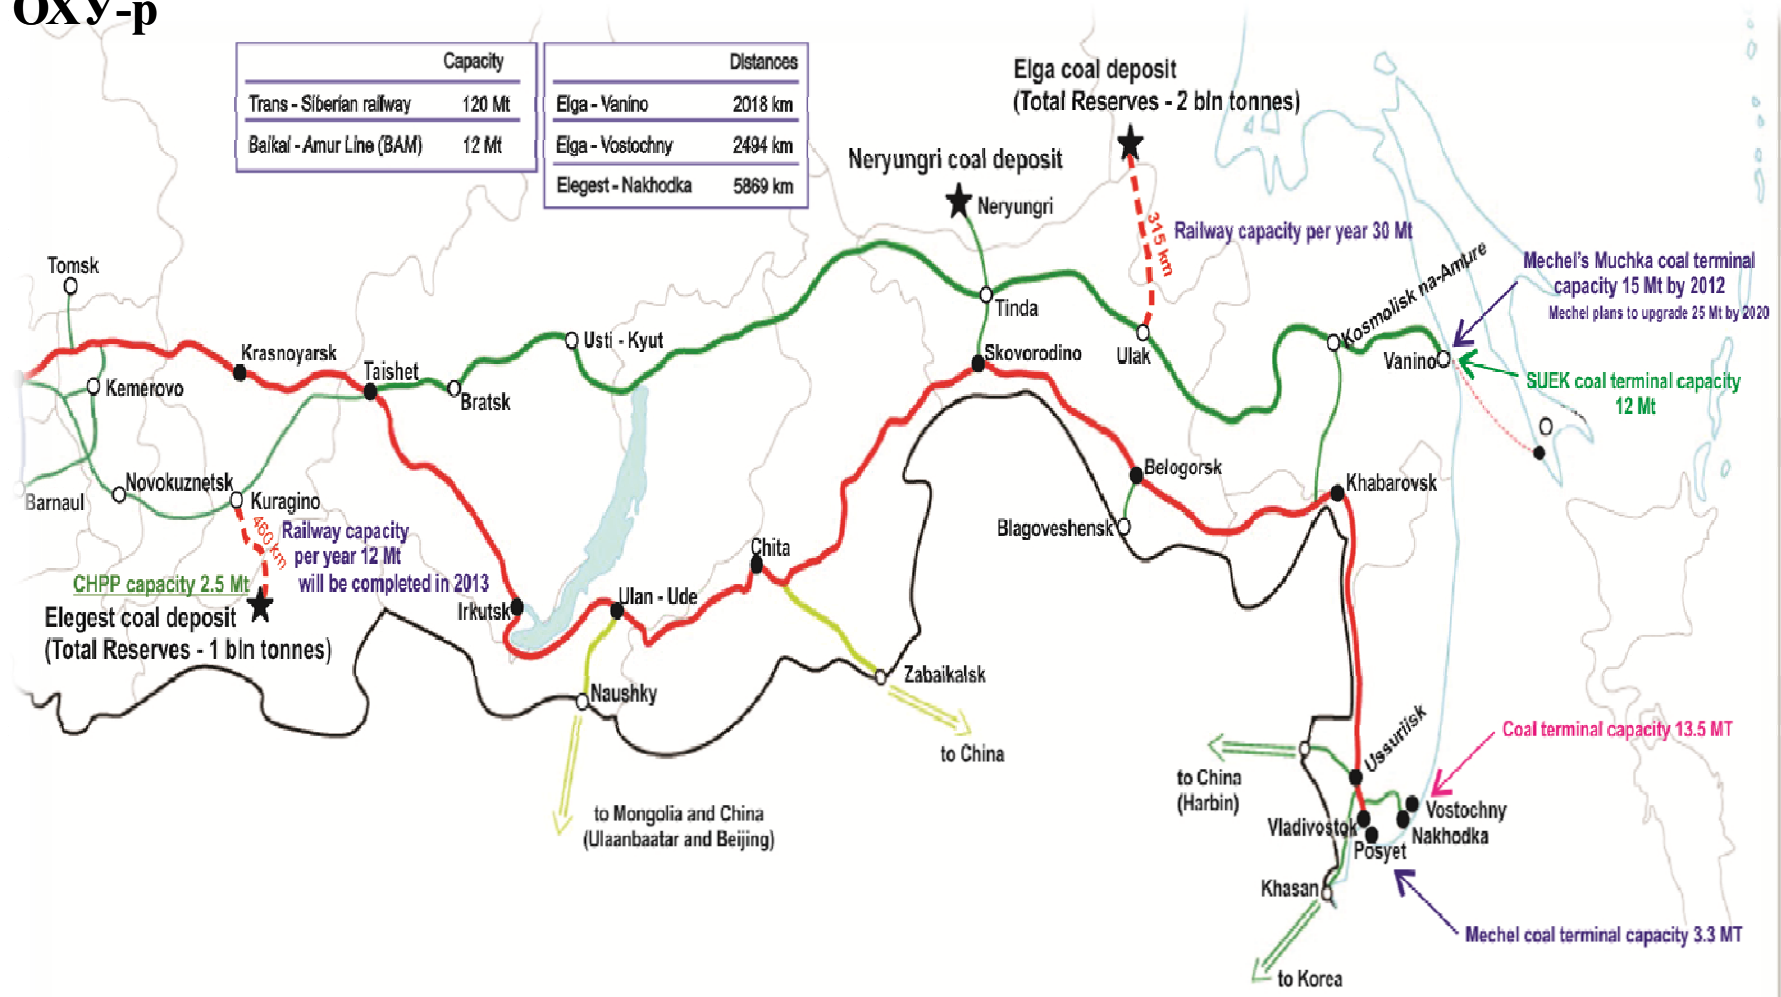 ОХУ-р
Capacity
Trans - Siberian railway 120 Mt
Baikal - Amur Line (BAM) 12 Mt
Distances
Elga - Vanino 2018 km
Elga - Vostochny 2494 km
Elegest - Nakhodka 5869 km
Elga coal deposit
(Total Reserves - 2 bln tonnes)
Neryungri coal deposit
Neryungri
315 km
Railway capacity per year 30 Mt
Mechel's Muchka coal terminal
capacity 15 Mt by 2012
Mechel plans to upgrade 25 Mt by 2020
Kosmolisk na-Amure
Tomsk
Tinda
Krasnoyarsk
Taishet
Usti - Kyut
Skovorodino
Ulak
Vanino
SUEK coal terminal capacity
12 Mt
Kemerovo
Bratsk
Belogorsk
Khabarovsk
Novokuznetsk
Barnaul
Kuragino
Blagoveshensk
460 km
Railway capacity
per year 12 Mt
will be completed in 2013
CHPP capacity 2.5 Mt
Elegest coal deposit
(Total Reserves - 1 bln tonnes)
Chita
Irkutsk
Ulan - Ude
Zabaikalsk
Naushky
to China
Ussuriisk
Coal terminal capacity 13.5 MT
to China
(Harbin)
to Mongolia and China
(Ulaanbaatar and Beijing)
Vostochny
Vladivostok
Nakhodka
Posyet
Khasan
Mechel coal terminal capacity 3.3 MT
to Korea